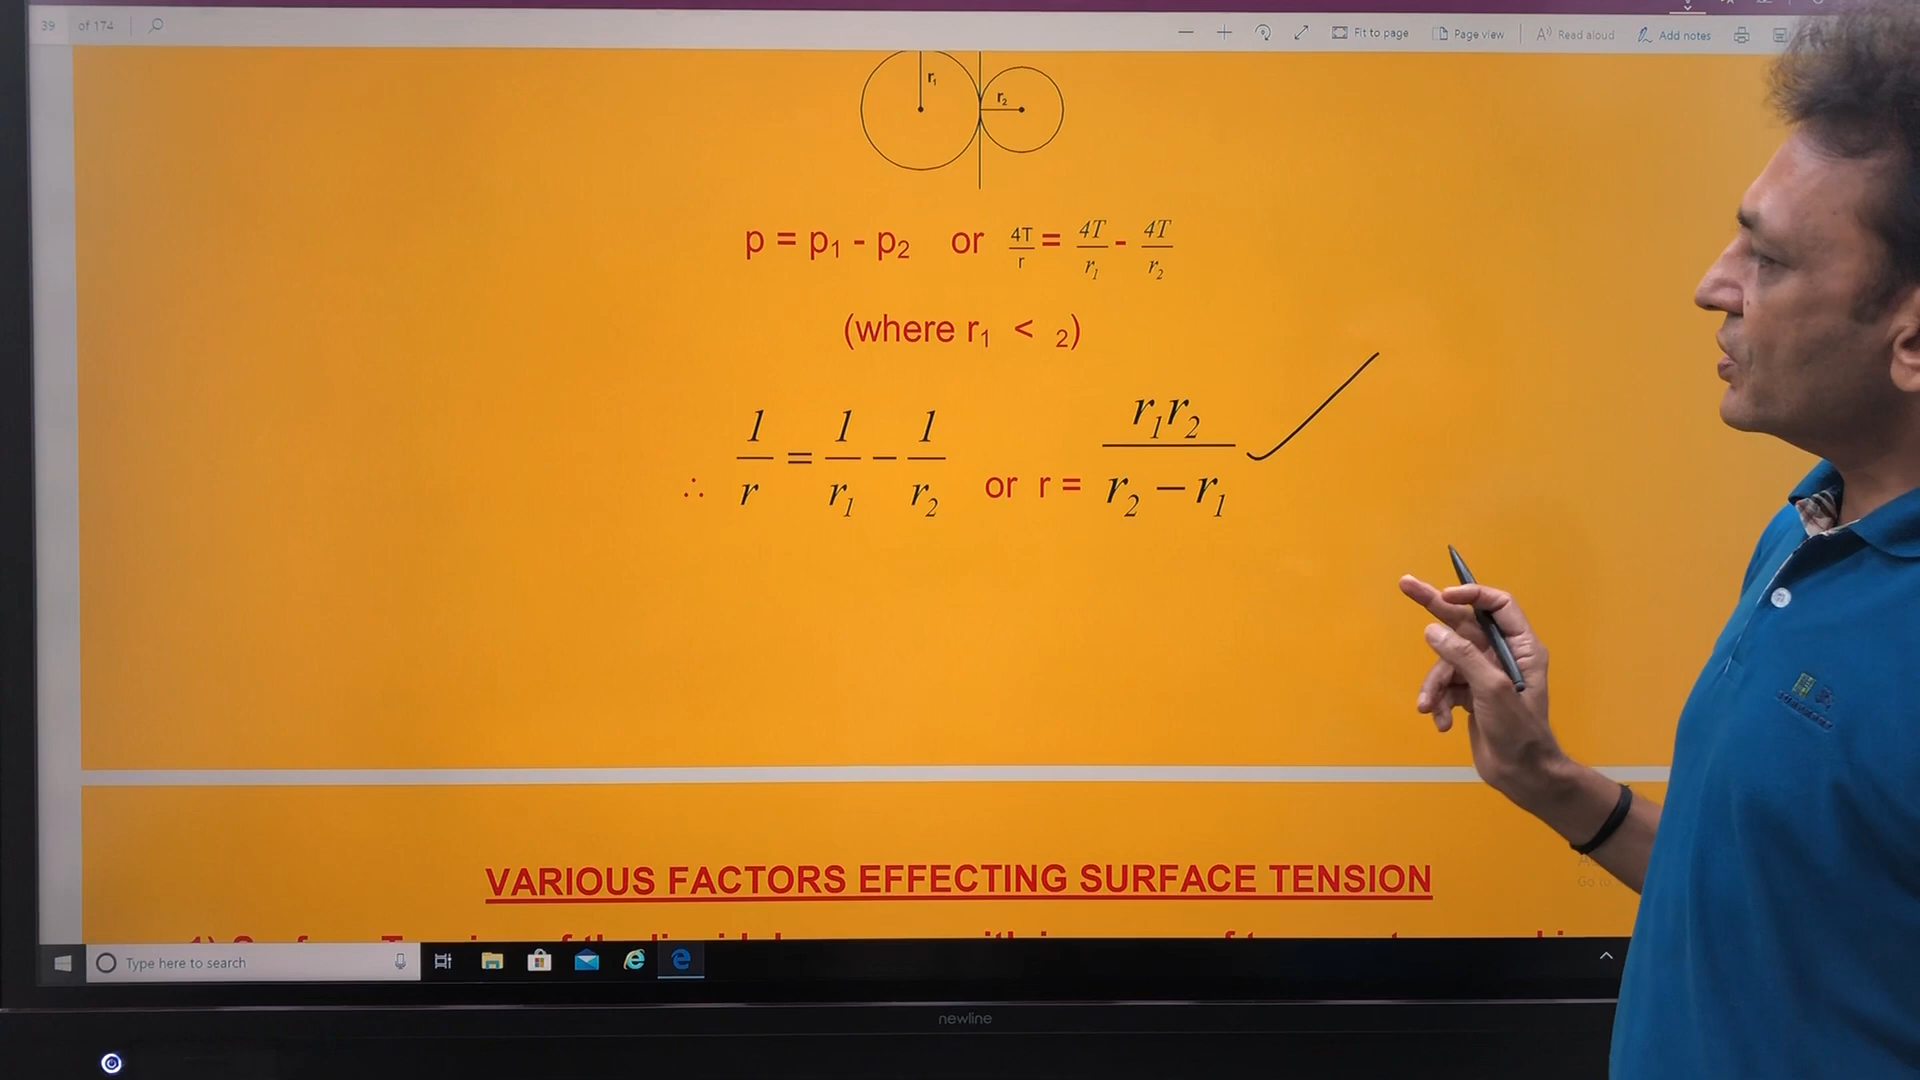 39 of 174
Fit to page Page view Read aloud Add notes
r₁
r₂
p = p₁ - p₂ or 4T/r = 4T/r₁ - 4T/r₂
(where r₁ < ₂)
∴ 1/r = 1/r₁ − 1/r₂ or r = r₁r₂/r₂ − r₁
VARIOUS FACTORS EFFECTING SURFACE TENSION
Type here to search
newline